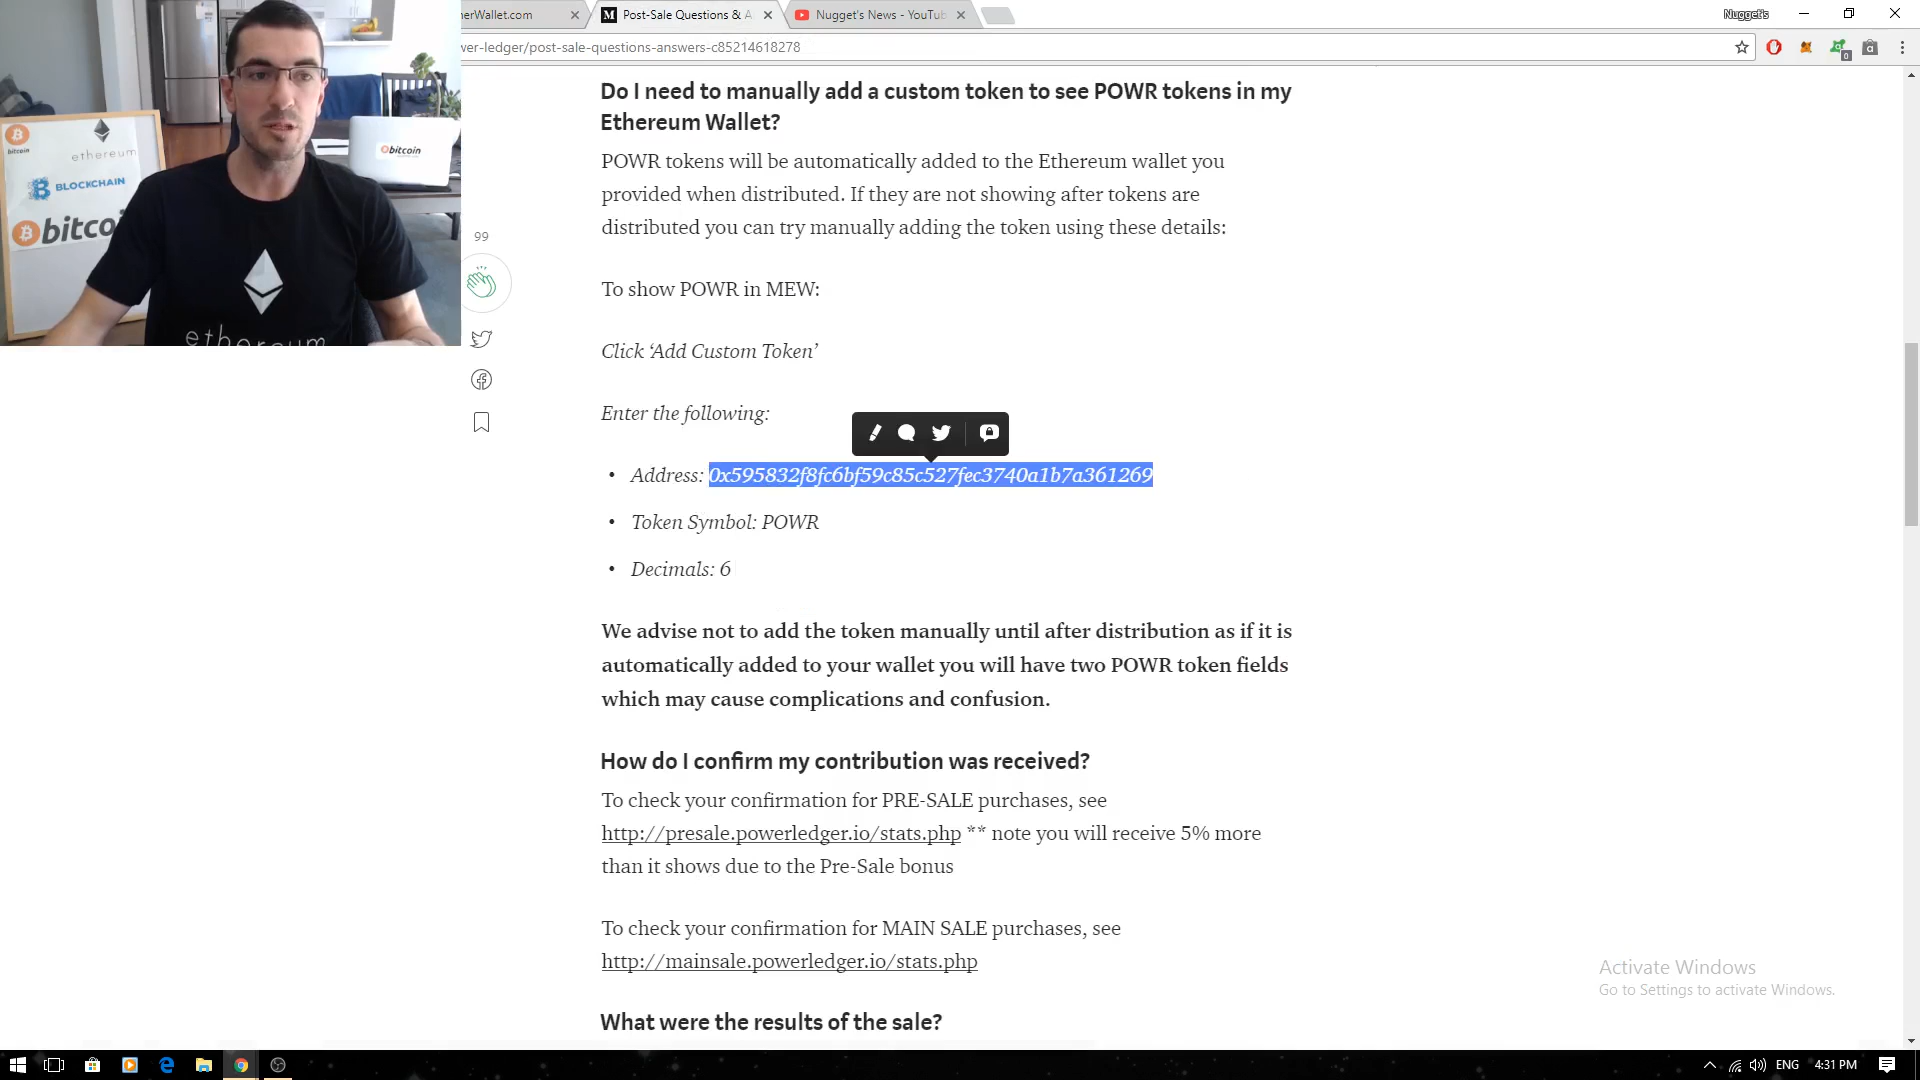 herWallet.com
Post-Sale Questions & A
Nugget's News - YouTub
Nugget's
wer-ledger/post-sale-questions-answers-c85214618278
0
Do I need to manually add a custom token to see POWR tokens in my
Ethereum Wallet?
POWR tokens will be automatically added to the Ethereum wallet you
provided when distributed. If they are not showing after tokens are
distributed you can try manually adding the token using these details:
To show POWR in MEW:
Click ‘Add Custom Token’
Enter the following:
• Address: 0x595832f8fc6bf59c85c527fec3740a1b7a361269
• Token Symbol: POWR
• Decimals: 6
We advise not to add the token manually until after distribution as if it is
automatically added to your wallet you will have two POWR token fields
which may cause complications and confusion.
How do I confirm my contribution was received?
To check your confirmation for PRE-SALE purchases, see
http://presale.powerledger.io/stats.php ** note you will receive 5% more
than it shows due to the Pre-Sale bonus
To check your confirmation for MAIN SALE purchases, see
http://mainsale.powerledger.io/stats.php
What were the results of the sale?
99
bitcoin
ethereum
BLOCKCHAIN
bitcoin
bitcoin
ethereum
Activate Windows
Go to Settings to activate Windows.
ENG
4:31 PM